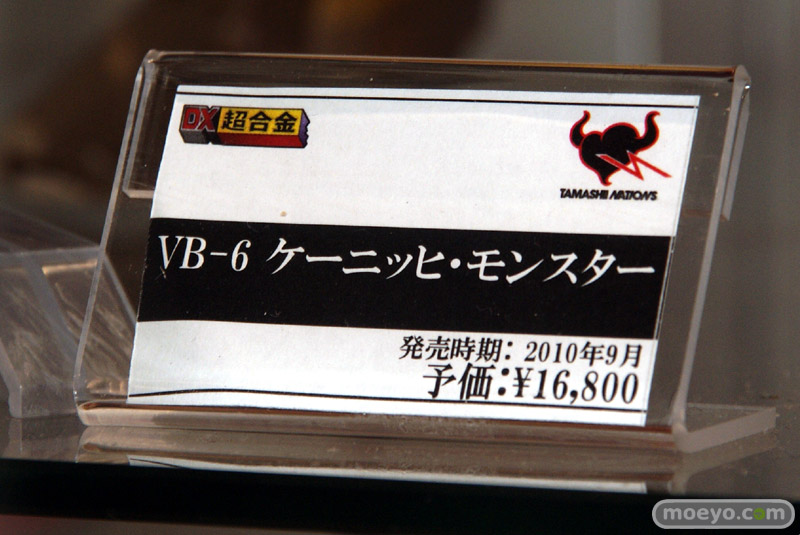 DX超合金
TAMASHII NATIONS
VB-6 ケーニッヒ・モンスター
発売時期：2010年9月
予価：¥16,800
moeyo.com